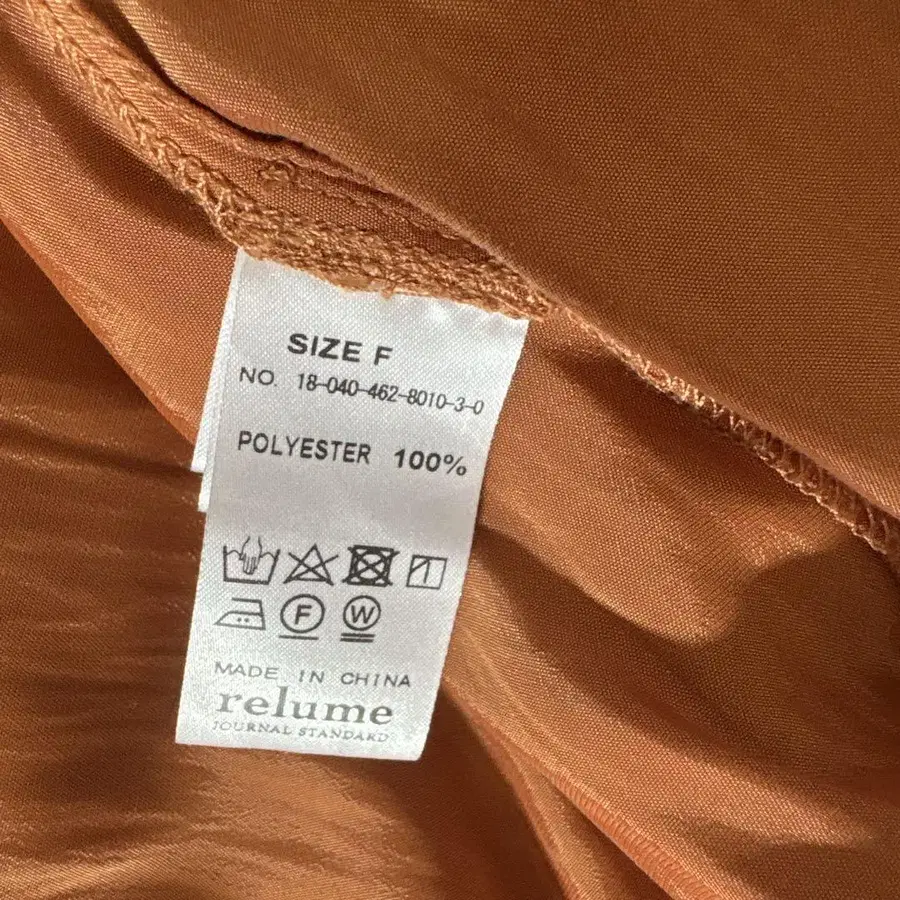 SIZE F
NO. 18-040-462-8010-3-0
POLYESTER 100%
F W
MADE IN CHINA
relume
JOURNAL STANDARD